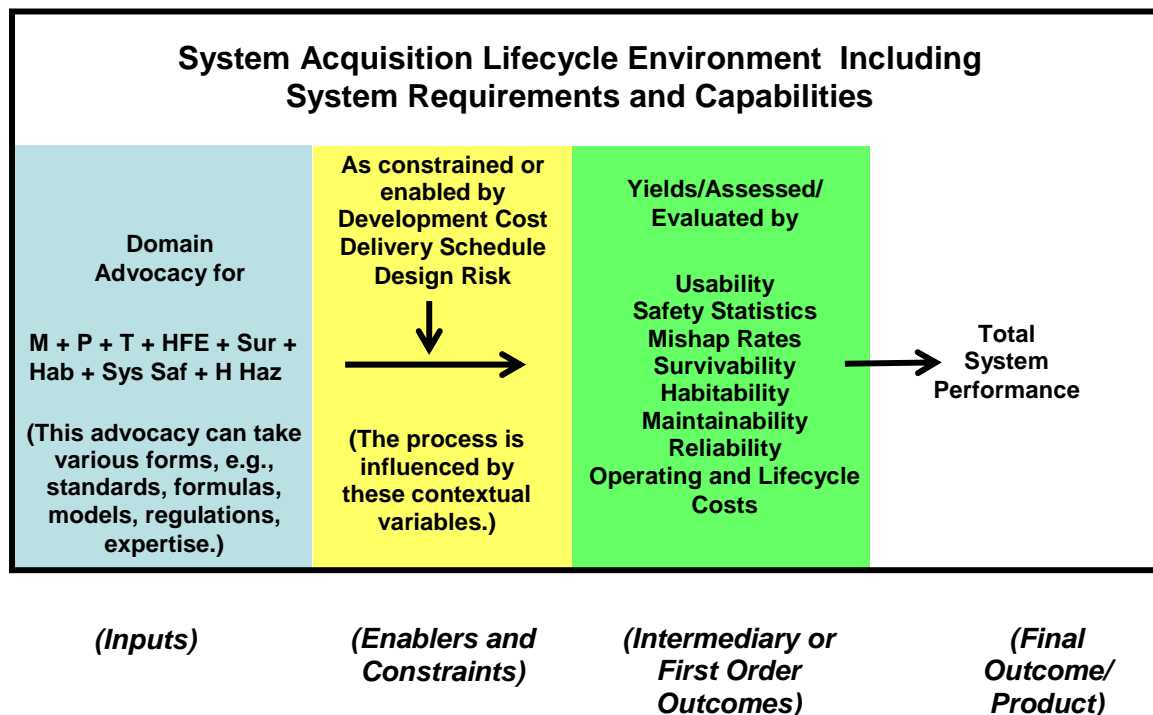 System Acquisition Lifecycle Environment Including
System Requirements and Capabilities
Domain
Advocacy for
M + P + T + HFE + Sur +
Hab + Sys Saf + H Haz
(This advocacy can take
various forms, e.g.,
standards, formulas,
models, regulations,
expertise.)
As constrained or
enabled by
Development Cost
Delivery Schedule
Design Risk
(The process is
influenced by
these contextual
variables.)
Yields/Assessed/
Evaluated by
Usability
Safety Statistics
Mishap Rates
Survivability
Habitability
Maintainability
Reliability
Operating and Lifecycle
Costs
Total
System
Performance
(Inputs)
(Enablers and
Constraints)
(Intermediary or
First Order
Outcomes)
(Final
Outcome/
Product)